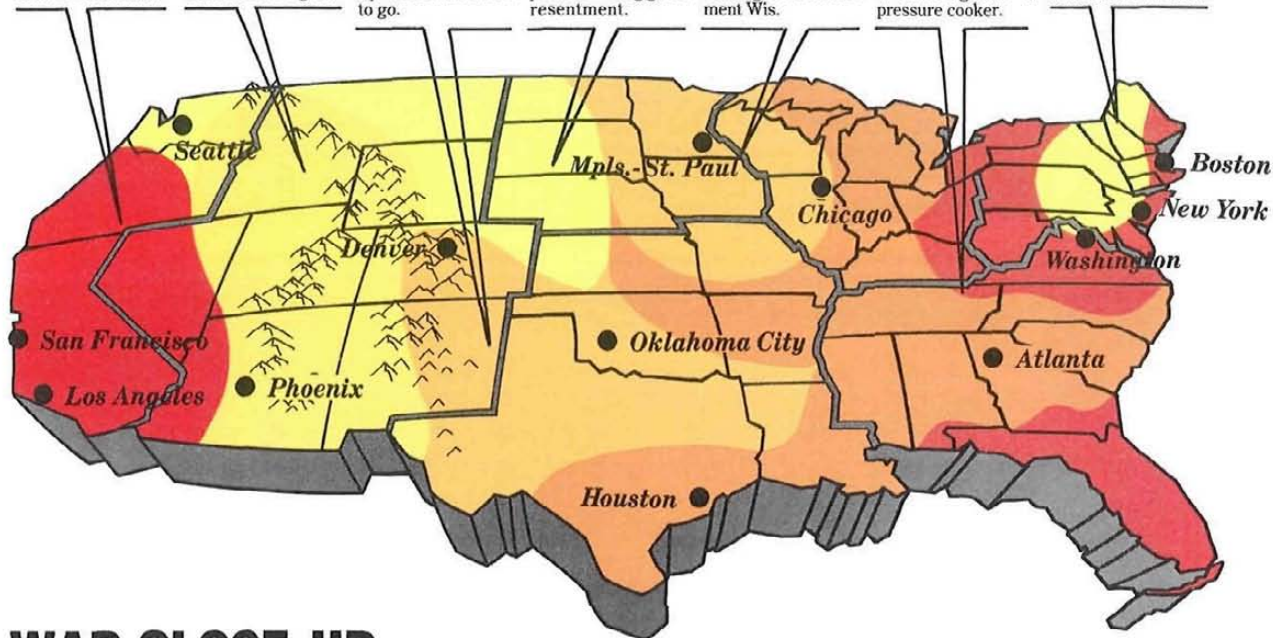 to go.
resentment.
ment Wis.
pressure cooker.
Seattle
Mpls.-St. Paul
Boston
Chicago
New York
Denver
Washington
San Francisco
Oklahoma City
Atlanta
Los Angeles
Phoenix
Houston